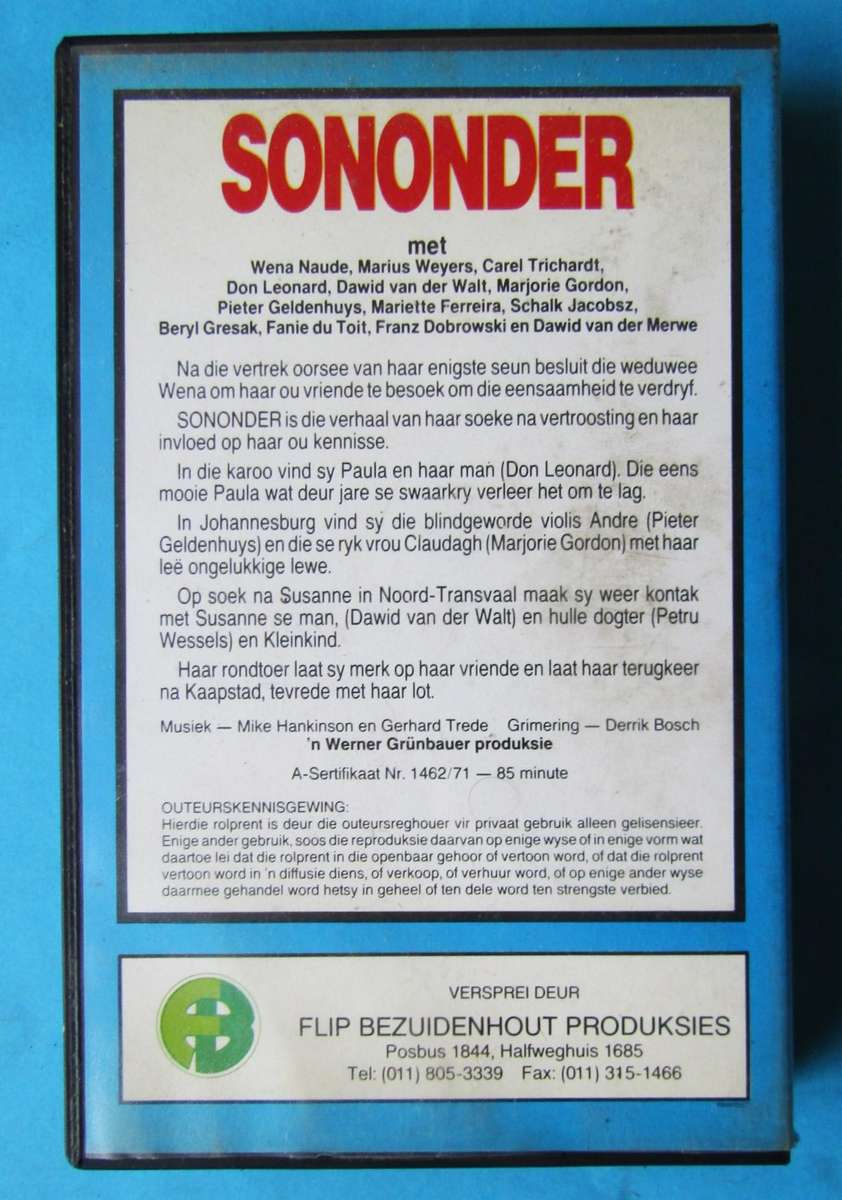 SONONDER
met
Wena Naude, Marius Weyers, Carel Trichardt,
Don Leonard, Dawid van der Walt, Marjorie Gordon,
Pieter Geldenhuys, Mariette Ferreira, Schalk Jacobsz,
Beryl Gresak, Fanie du Toit, Franz Dobrowski en Dawid van der Merwe
Na die vertrek oorsee van haar enigste seun besluit die weduwee
Wena om haar ou vriende te besoek om die eensaamheid te verdryf.
SONONDER is die verhaal van haar soeke na vertroosting en haar
invloed op haar ou kennisse.
In die karoo vind sy Paula en haar man (Don Leonard). Die eens
mooie Paula wat deur jare se swaarkry verleer het om te lag.
In Johannesburg vind sy die blindgeworde violis Andre (Pieter
Geldenhuys) en die se ryk vrou Claudagh (Marjorie Gordon) met haar
leë ongelukkige lewe.
Op soek na Susanne in Noord-Transvaal maak sy weer kontak
met Susanne se man, (Dawid van der Walt) en hulle dogter (Petru
Wessels) en Kleinkind.
Haar rondtoer laat sy merk op haar vriende en laat haar terugkeer
na Kaapstad, tevrede met haar lot.
Musiek — Mike Hankinson en Gerhard Trede Grimering — Derrik Bosch
'n Werner Grünbauer produksie
A-Sertifikaat Nr. 1462/71 — 85 minute
OUTEURSKENNISGEWING:
Hierdie rolprent is deur die outeursreghouer vir privaat gebruik alleen gelisensieer.
Enige ander gebruik, soos die reproduksie daarvan op enige wyse of in enige vorm wat
daartoe lei dat die rolprent in die openbaar gehoor of vertoon word, of dat die rolprent
vertoon word in 'n diffusie diens, of verkoop, of verhuur word, of op enige ander wyse
daarmee gehandel word hetsy in geheel of ten dele word ten strengste verbied.
VERSPREI DEUR
FLIP BEZUIDENHOUT PRODUKSIES
Posbus 1844, Halfweghuis 1685
Tel: (011) 805-3339 Fax: (011) 315-1466